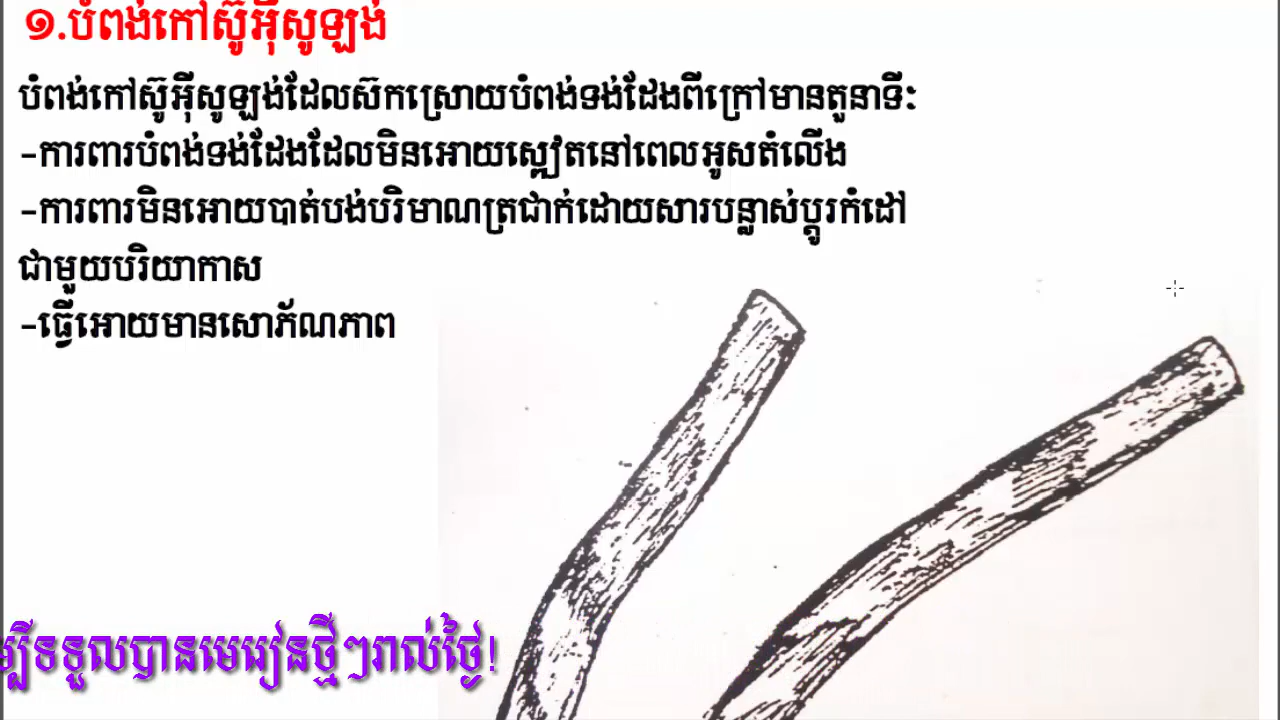 ១.បំពង់កៅស៊ូអ៊ីសូឡង់
បំពង់កៅស៊ូអ៊ីសូឡង់ដែលស៊កស្រោយបំពង់ទង់ដែងពីក្រៅមានតួនាទីៈ
-ការពារបំពង់ទង់ដែងដែលមិនអោយស្ពៀតនៅពេលអូសតំលើង
-ការពារមិនអោយបាត់បង់បរិមាណត្រជាក់ដោយសារបន្លាស់ប្តូរកំដៅ
ជាមួយបរិយាកាស
-ធ្វើអោយមានសោភ័ណភាព
ម្បីទទួលបានមេរៀនថ្មីៗរាល់ថ្ងៃ!